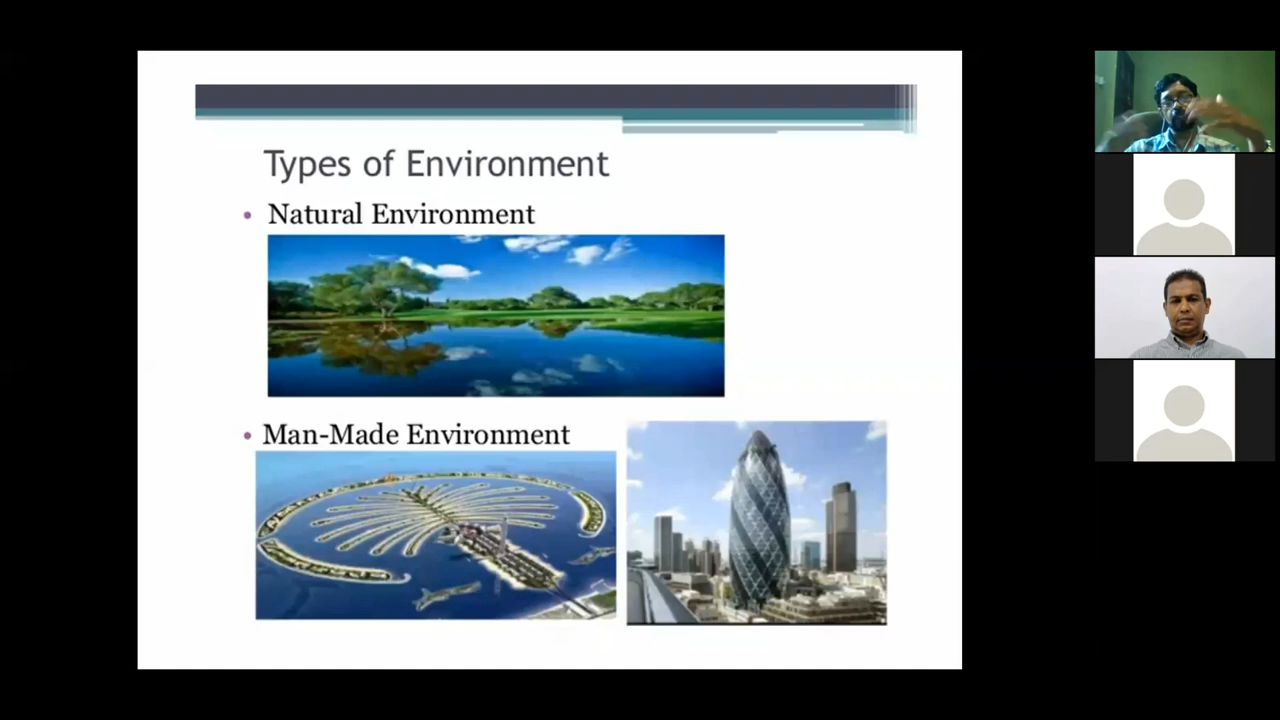 Types of Environment
• Natural Environment
• Man-Made Environment